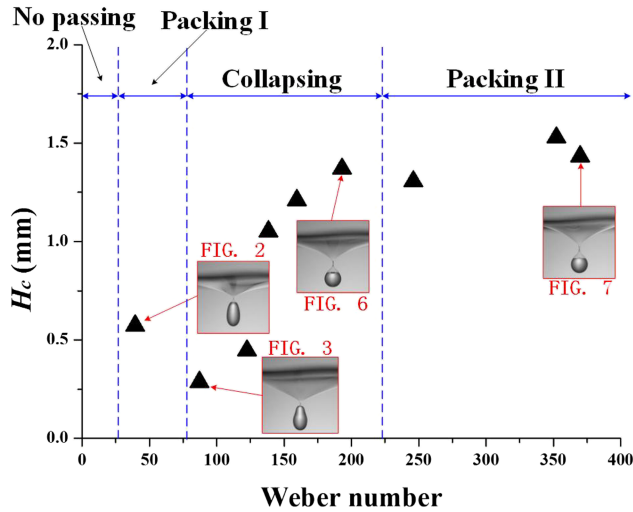 No passing
Packing I
Collapsing
Packing II
2.0
1.5
1.0
0.5
0.0
Hc (mm)
FIG. 2
FIG. 3
FIG. 6
FIG. 7
0
50
100
150
200
250
300
350
400
Weber number